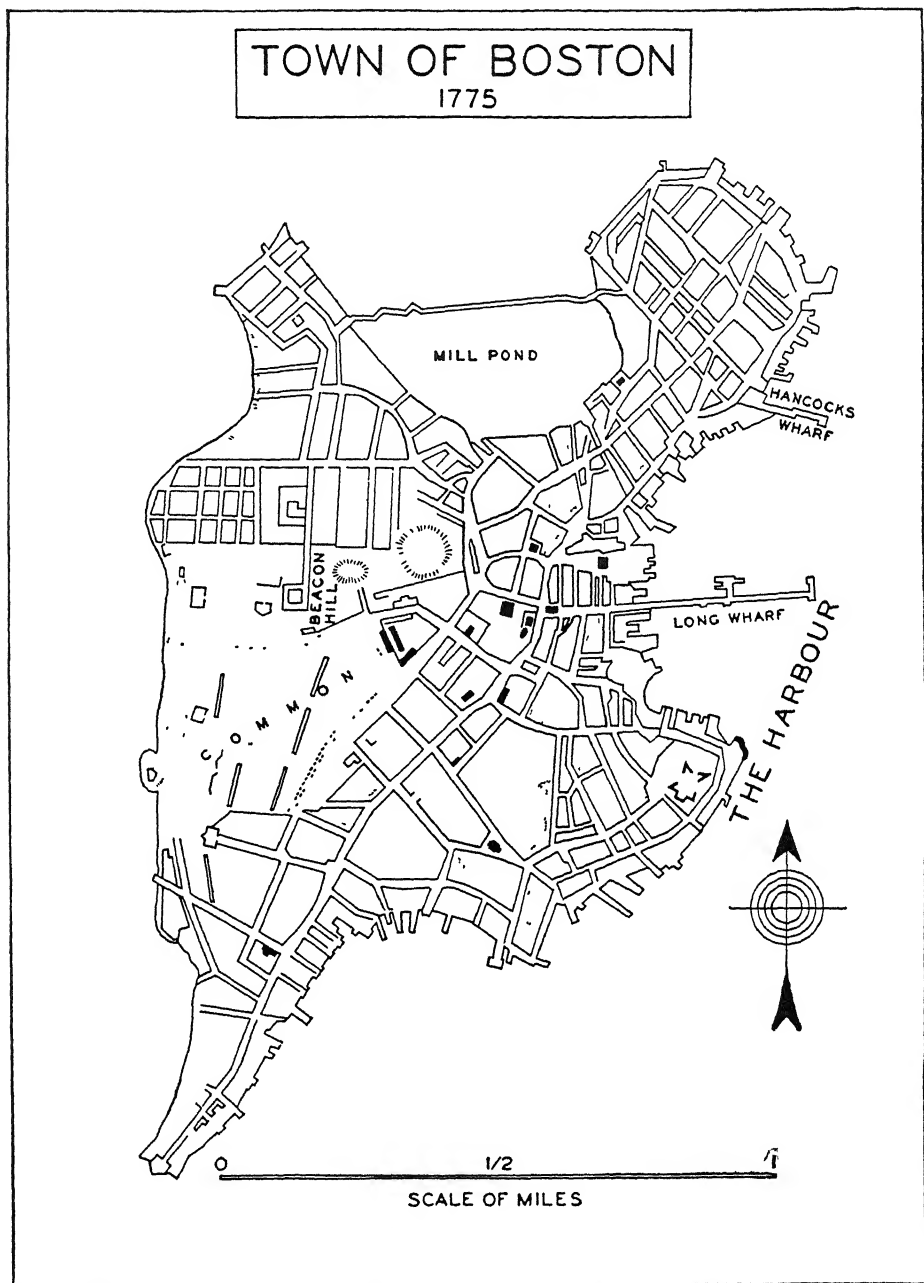 TOWN OF BOSTON
1775
MILL POND
HANCOCKS
WHARF
BEACON
HILL
LONG WHARF
COMMON
THE HARBOUR
0 1/2 1
SCALE OF MILES